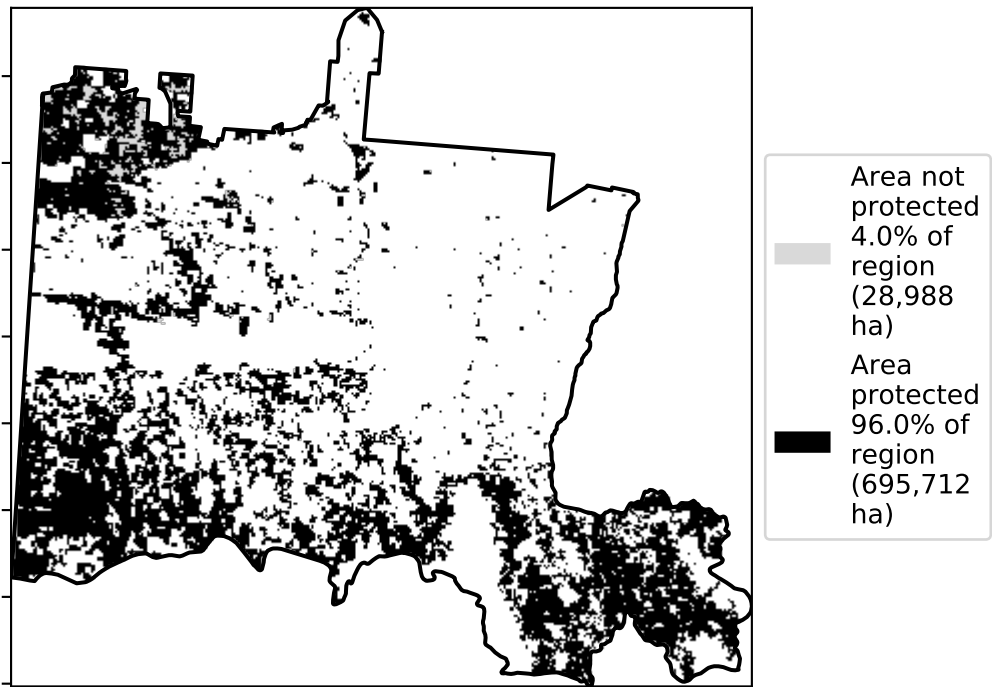 Area not
protected
4.0% of
region
(28,988
ha)
Area
protected
96.0% of
region
(695,712
ha)